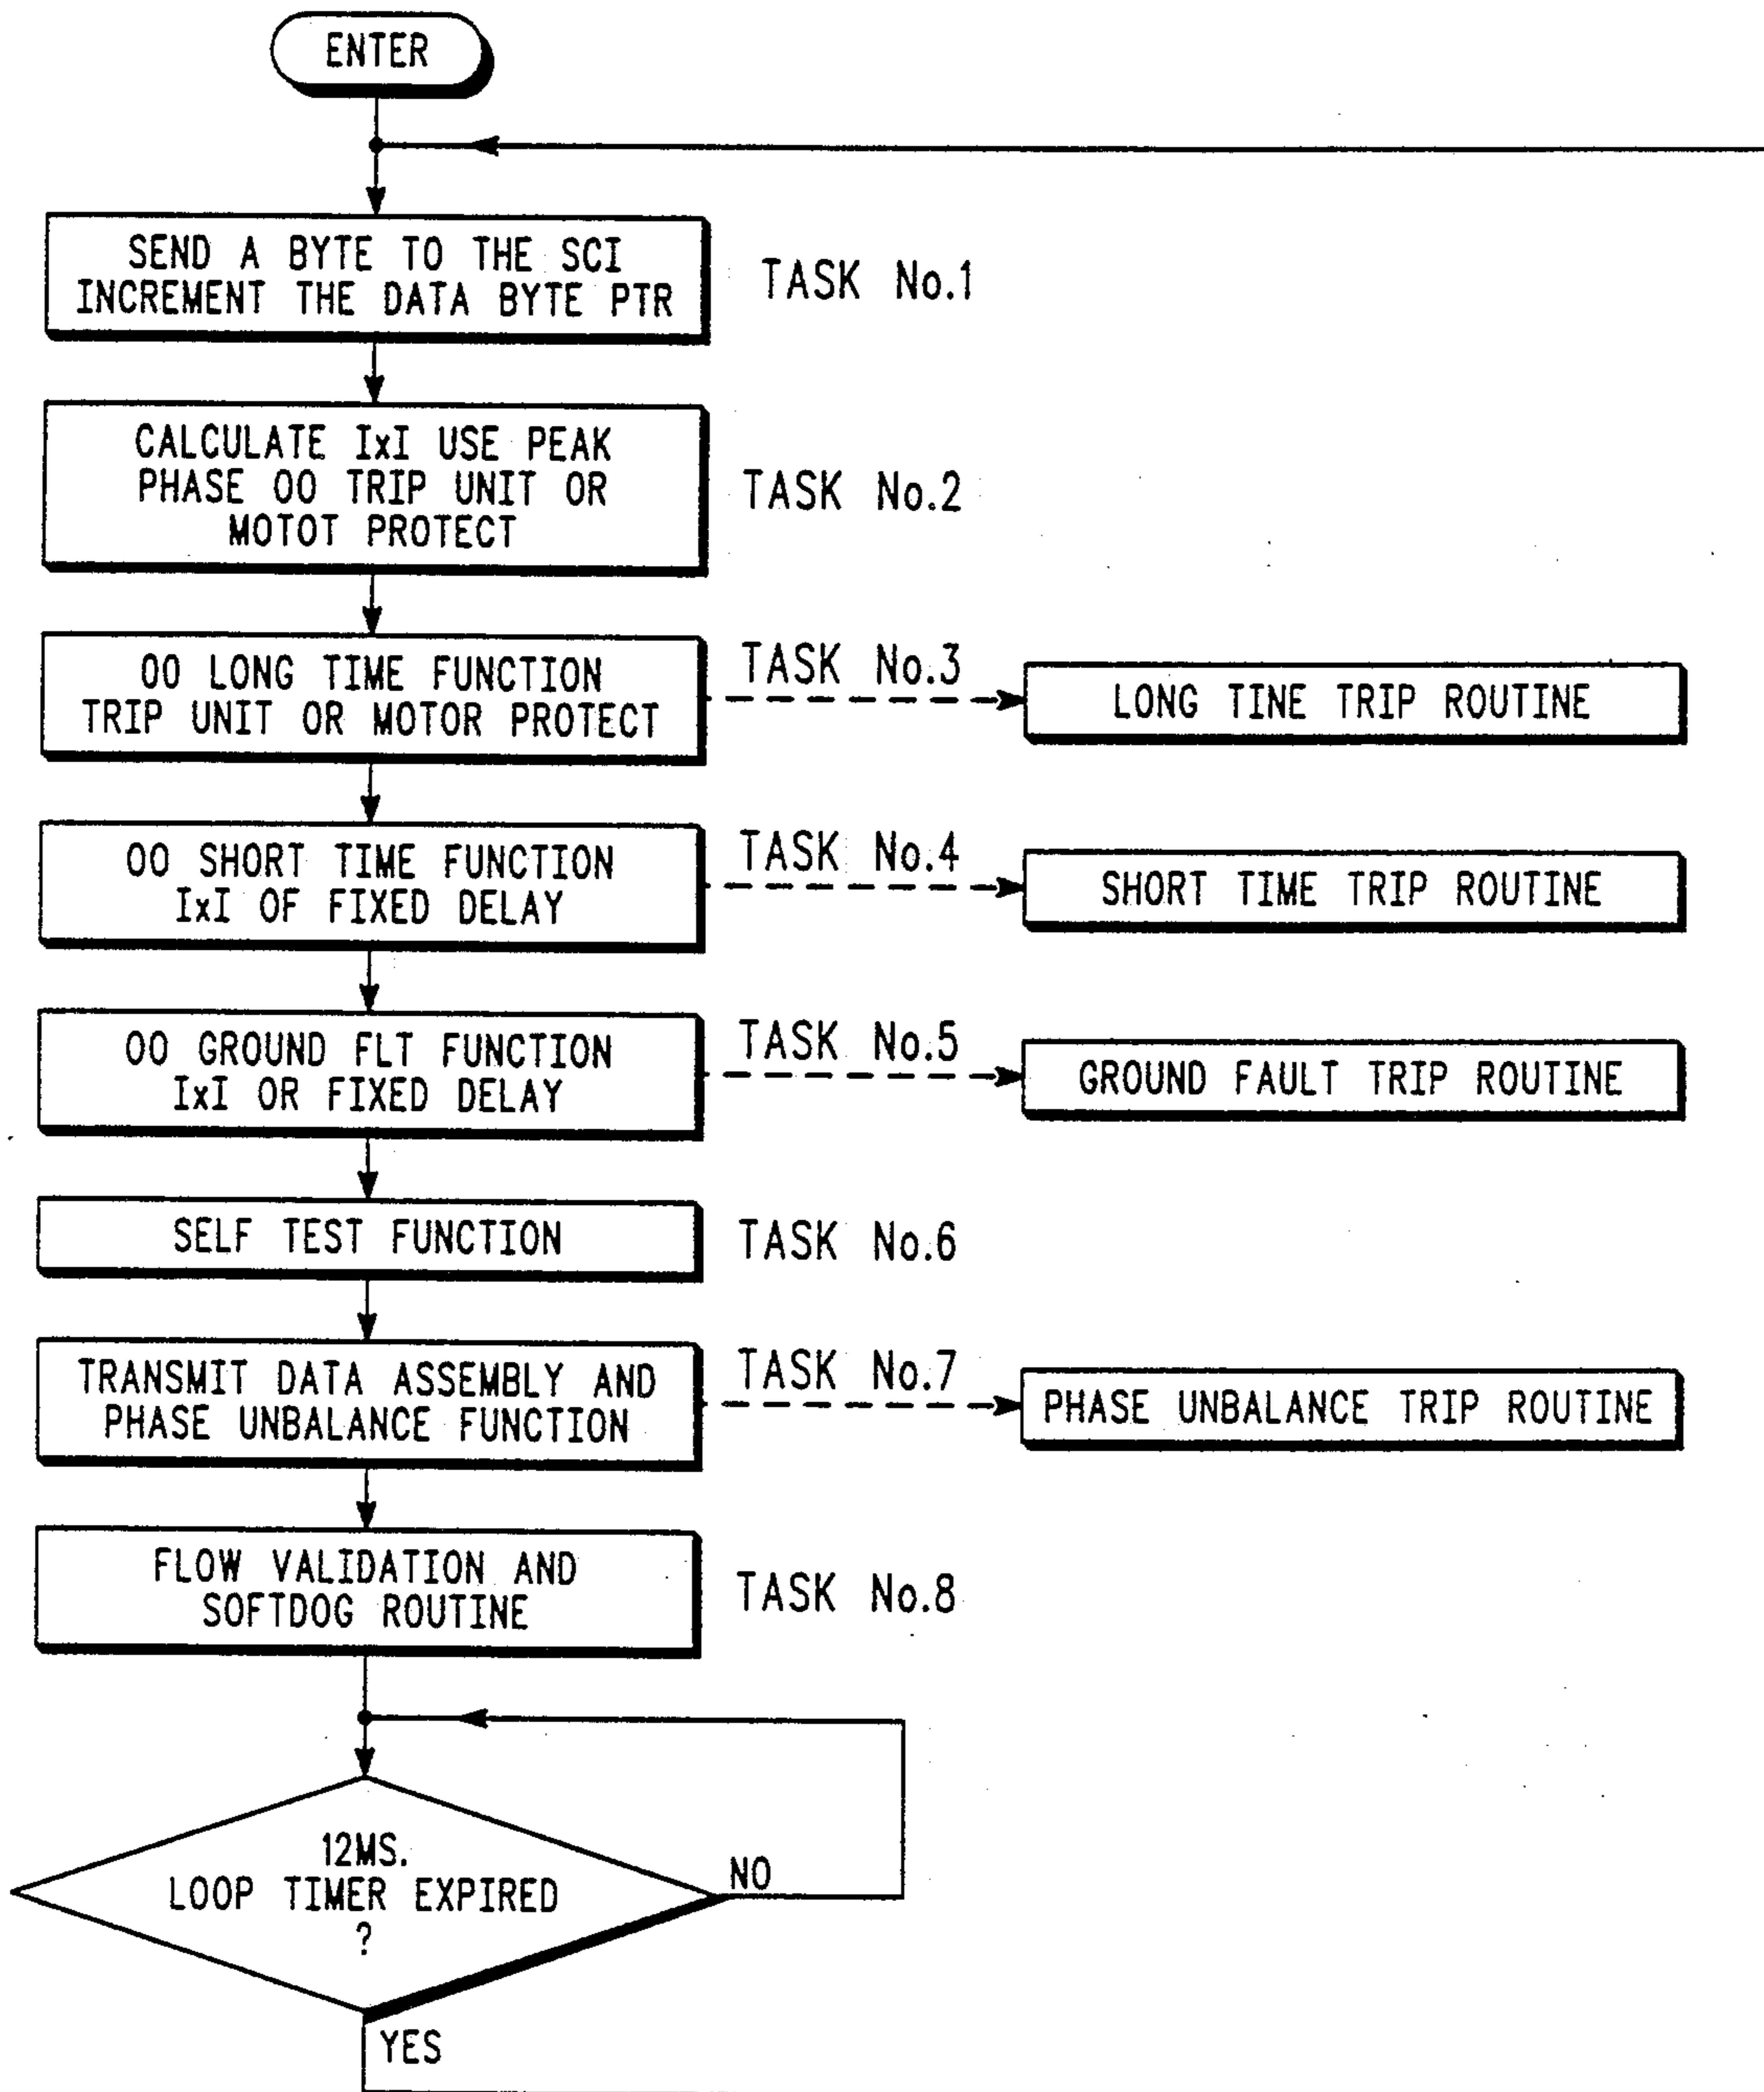 ENTER
SEND A BYTE TO THE SCI
INCREMENT THE DATA BYTE PTR
TASK No.1
CALCULATE IxI USE PEAK
PHASE OO TRIP UNIT OR
MOTOT PROTECT
TASK No.2
OO LONG TIME FUNCTION
TRIP UNIT OR MOTOR PROTECT
TASK No.3
LONG TINE TRIP ROUTINE
OO SHORT TIME FUNCTION
IxI OF FIXED DELAY
TASK No.4
SHORT TIME TRIP ROUTINE
OO GROUND FLT FUNCTION
IxI OR FIXED DELAY
TASK No.5
GROUND FAULT TRIP ROUTINE
SELF TEST FUNCTION
TASK No.6
TRANSMIT DATA ASSEMBLY AND
PHASE UNBALANCE FUNCTION
TASK No.7
PHASE UNBALANCE TRIP ROUTINE
FLOW VALIDATION AND
SOFTDOG ROUTINE
TASK No.8
12MS.
LOOP TIMER EXPIRED
?
NO
YES